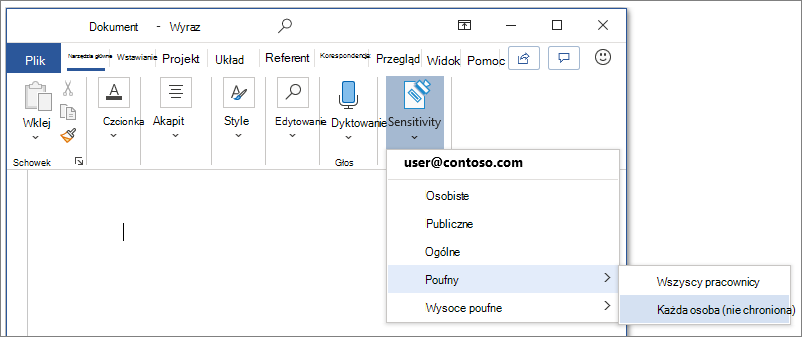 Dokument - Wyraz
Plik Narzędzia główne Wstawianie Projekt Układ Referent Korespondencja Przegląd Widok Pomoc
Wklej Czcionka Akapit Style Edytowanie Dyktowanie Sensitivity
Schowek Głos
user@contoso.com
Osobiste
Publiczne
Ogólne
Poufny
Wysoce poufne
Wszyscy pracownicy
Każda osoba (nie chroniona)